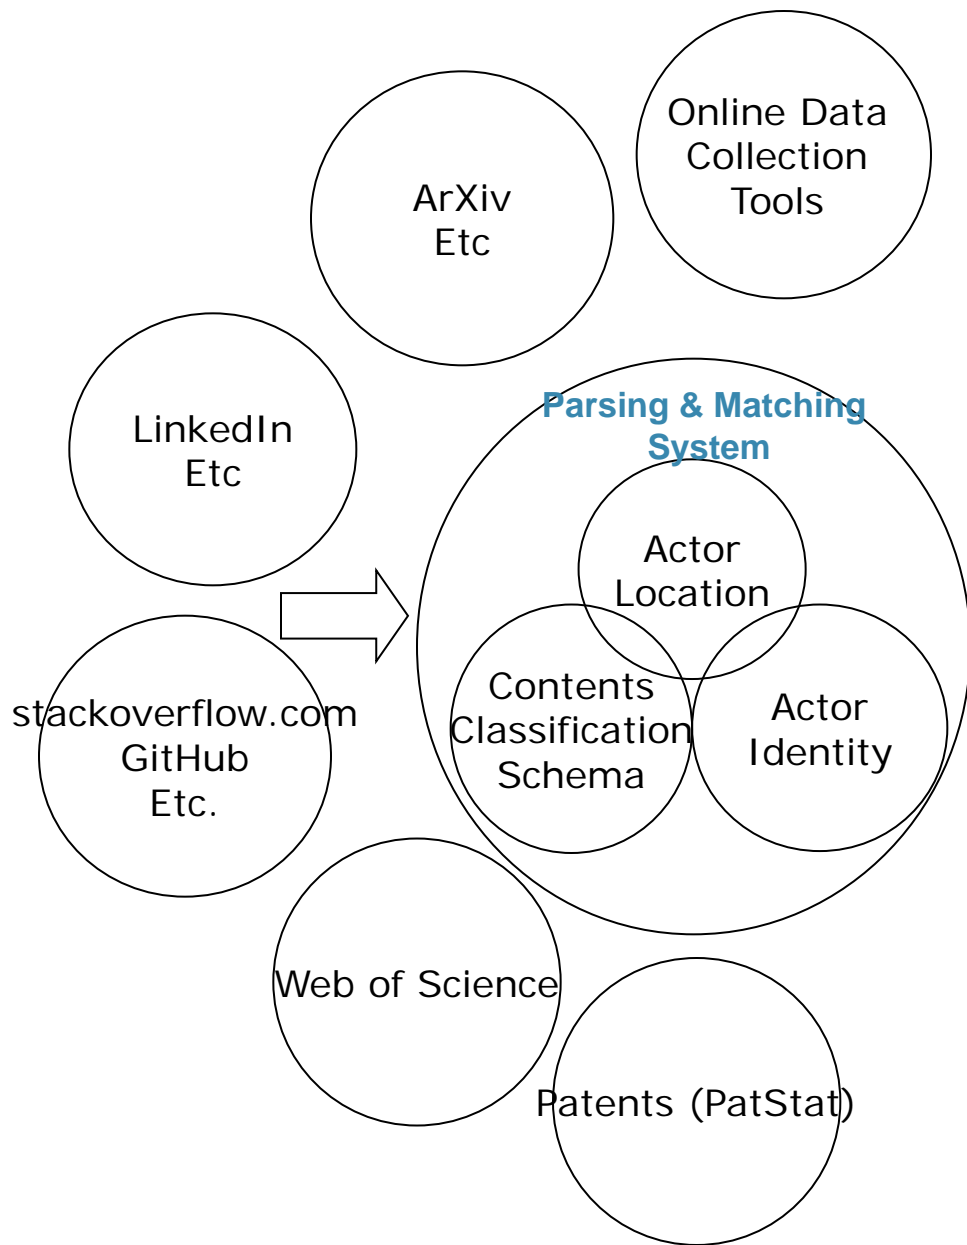 Online Data
Collection
Tools
ArXiv
Etc
LinkedIn
Etc
Parsing & Matching
System
Actor
Location
Contents
Classification
Schema
Actor
Identity
stackoverflow.com
GitHub
Etc.
Web of Science
Patents (PatStat)